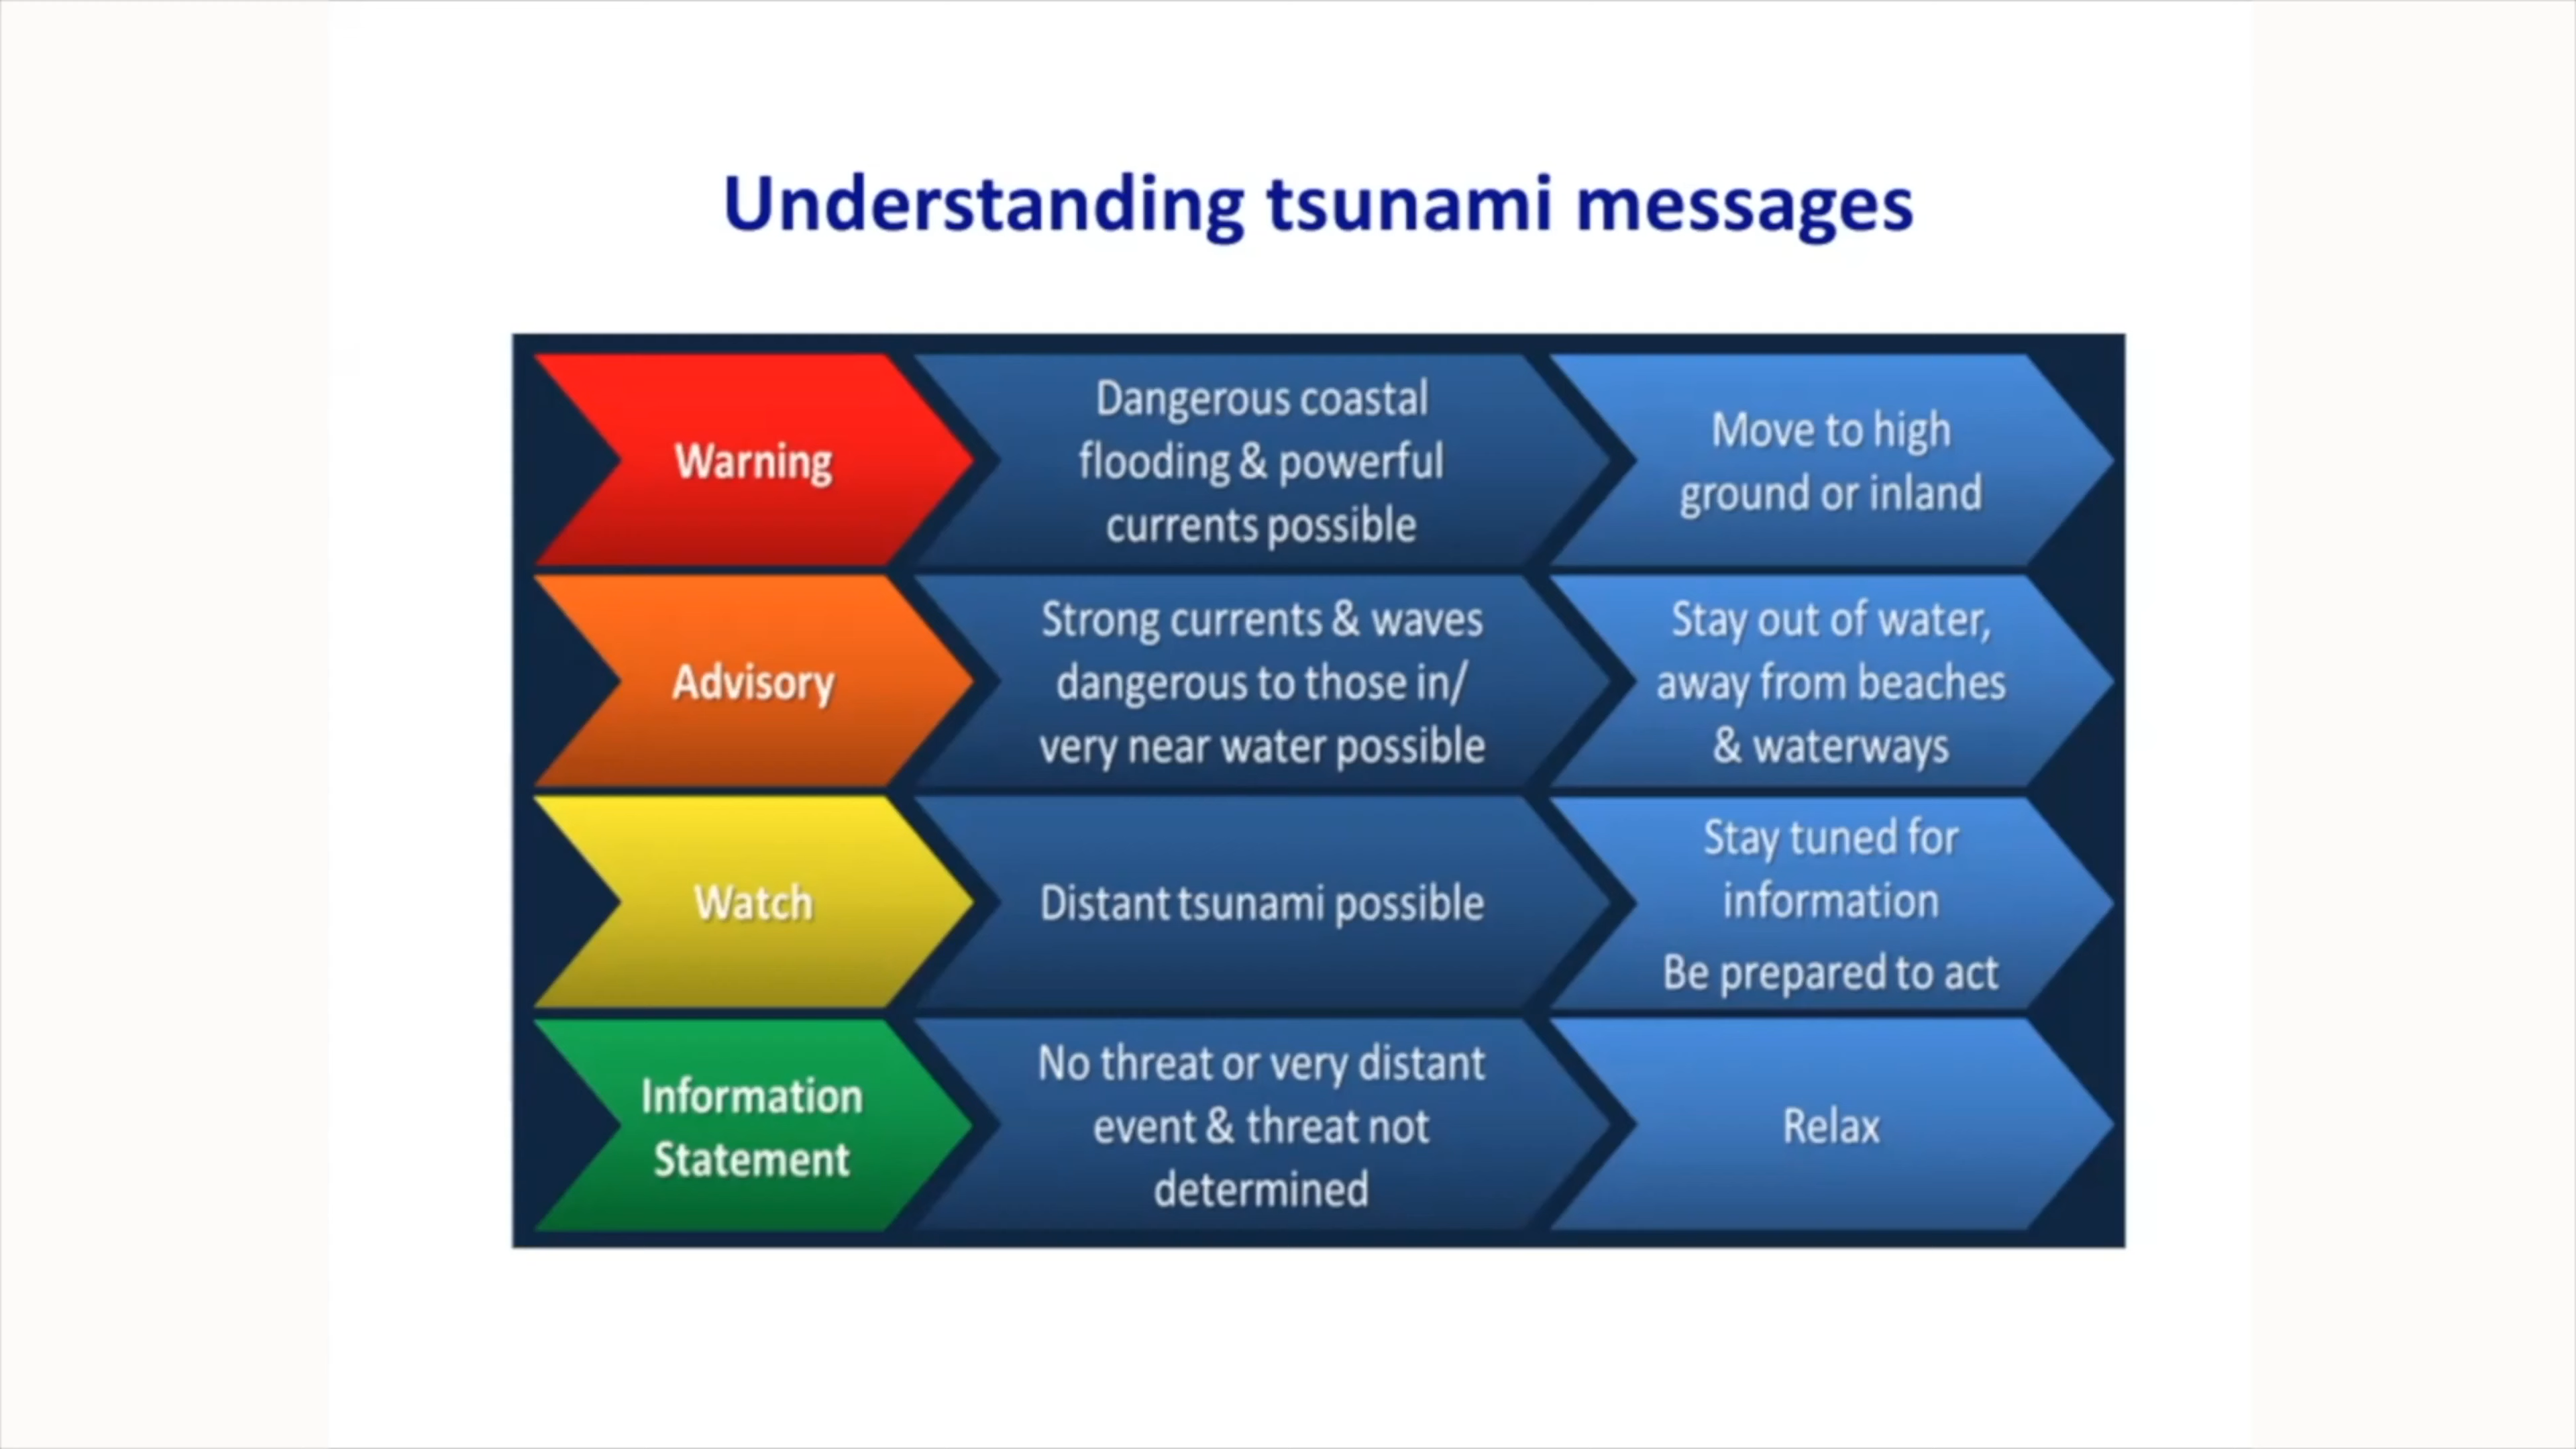 Understanding tsunami messages
Warning
Dangerous coastal
flooding & powerful
currents possible
Move to high
ground or inland
Advisory
Strong currents & waves
dangerous to those in/
very near water possible
Stay out of water,
away from beaches
& waterways
Watch
Distant tsunami possible
Stay tuned for
information
Be prepared to act
Information
Statement
No threat or very distant
event & threat not
determined
Relax